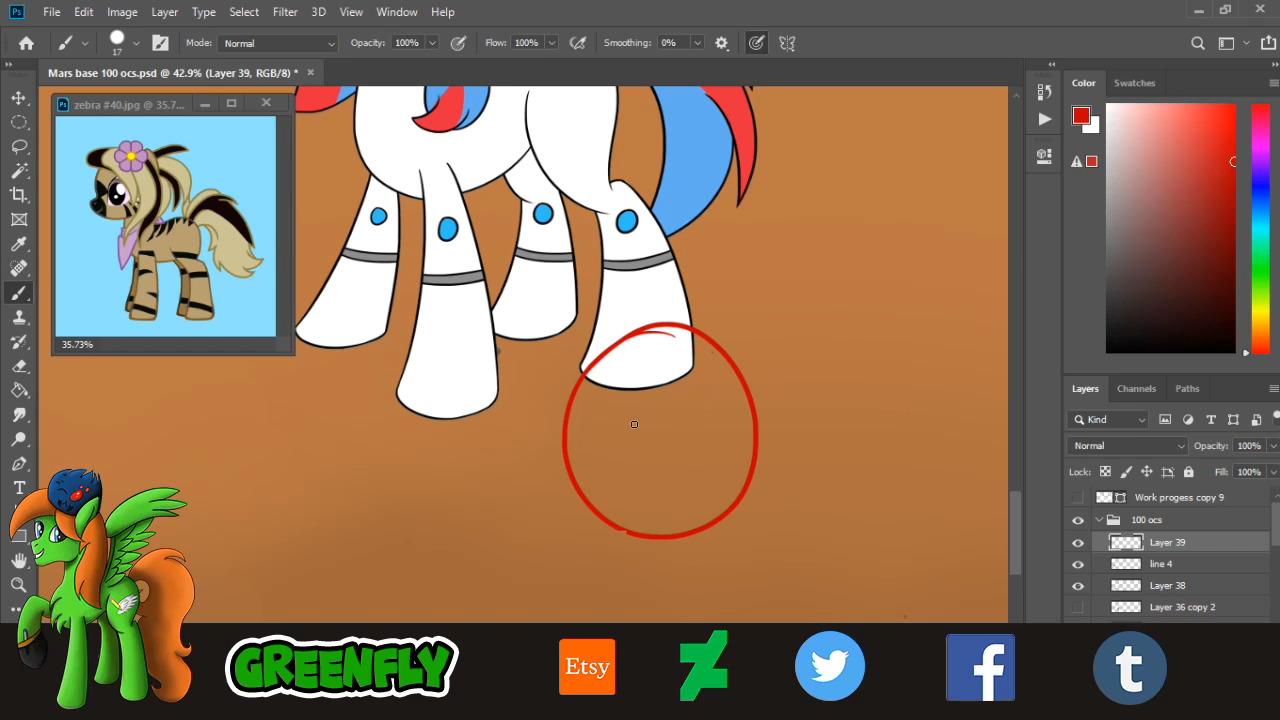 Ps File Edit Image Layer Type Select Filter 3D View Window Help
17 Mode: Normal Opacity: 100% Flow: 100% Smoothing: 0%
Mars base 100 ocs.psd @ 42.9% (Layer 39, RGB/8) *
Ps zebra #40.jpg @ 35.7...
35.73%
Color Swatches
Layers Channels Paths
Kind
Normal Opacity: 100%
Lock: Fill: 100%
Work progess copy 9
100 ocs
Layer 39
line 4
Layer 38
Layer 36 copy 2
T
GREENFLY Etsy f t